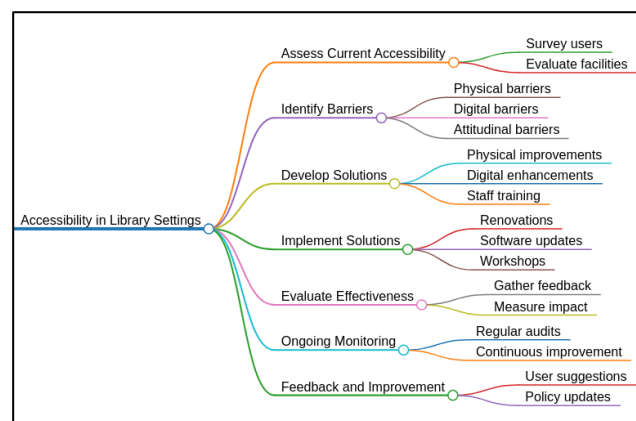 Accessibility in Library Settings
Assess Current Accessibility
Survey users
Evaluate facilities
Identify Barriers
Physical barriers
Digital barriers
Attitudinal barriers
Develop Solutions
Physical improvements
Digital enhancements
Staff training
Implement Solutions
Renovations
Software updates
Workshops
Evaluate Effectiveness
Gather feedback
Measure impact
Ongoing Monitoring
Regular audits
Continuous improvement
Feedback and Improvement
User suggestions
Policy updates